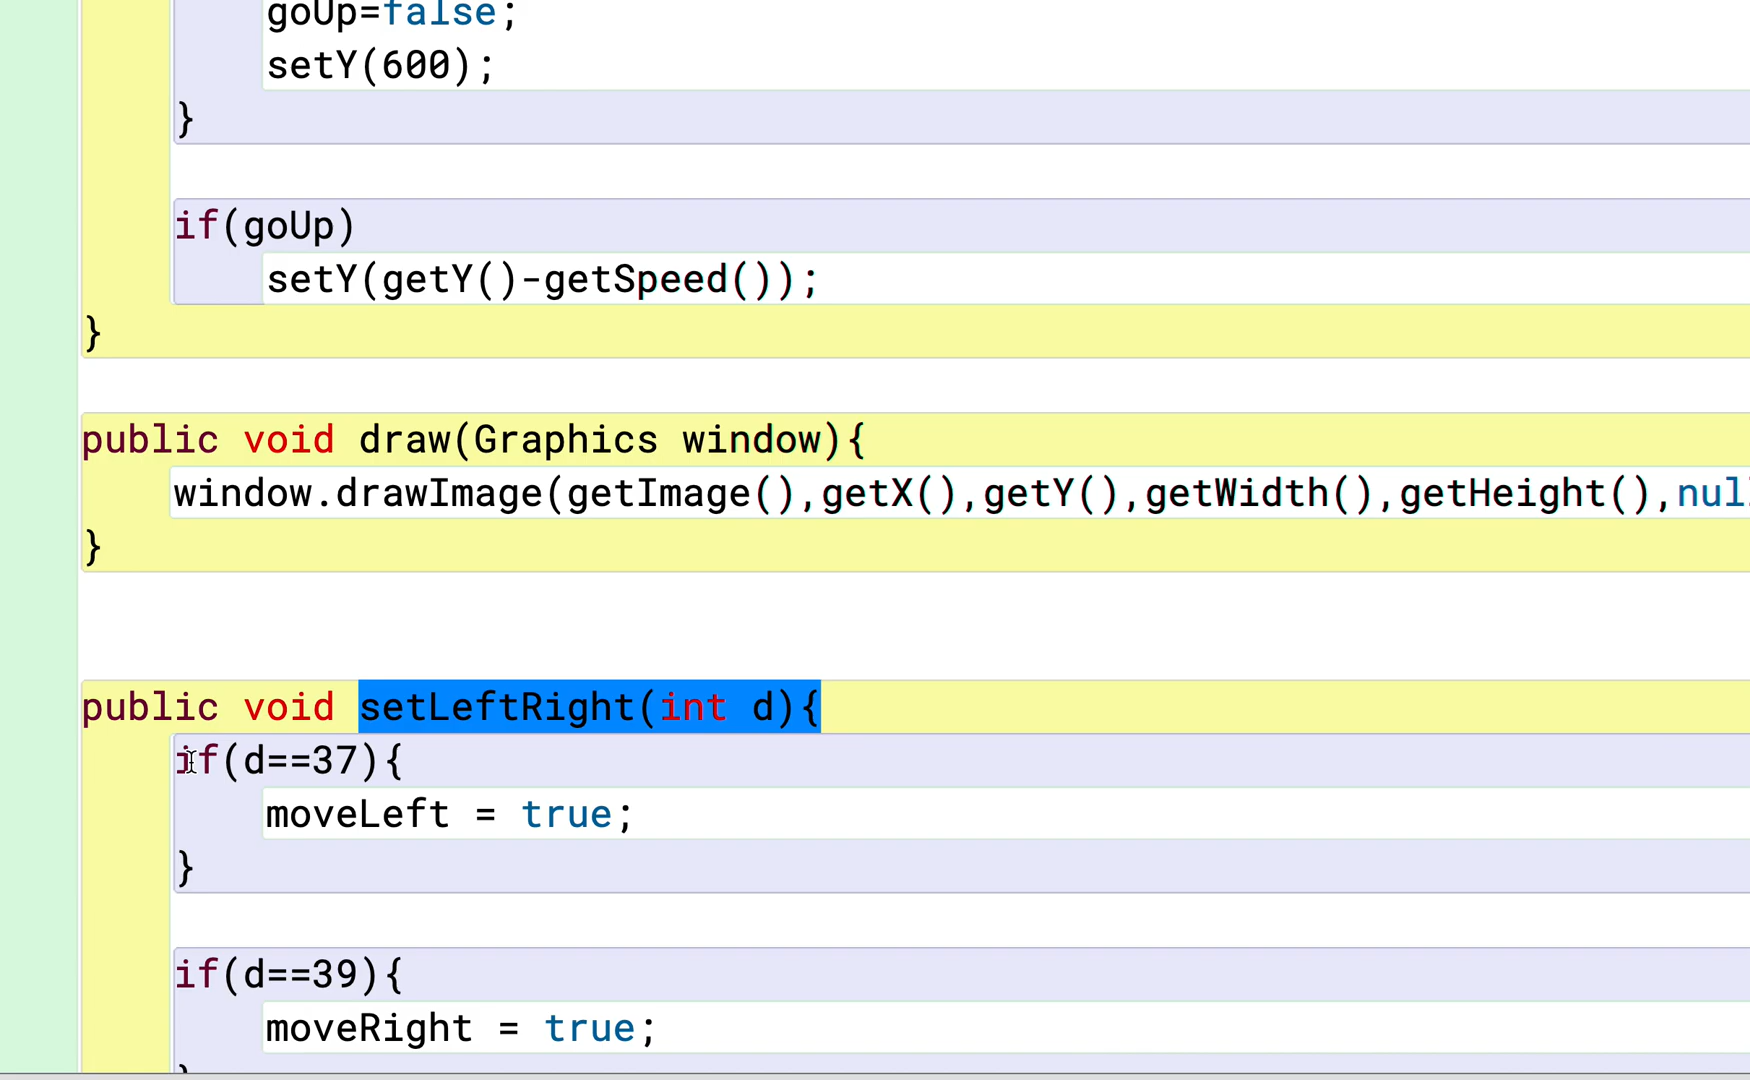 goUp=false;
setY(600);
}
if(goUp)
setY(getY()-getSpeed());
}
public void draw(Graphics window){
window.drawImage(getImage(),getX(),getY(),getWidth(),getHeight(),nul
}
public void setLeftRight(int d){
if(d==37){
moveLeft = true;
}
if(d==39){
moveRight = true;
}